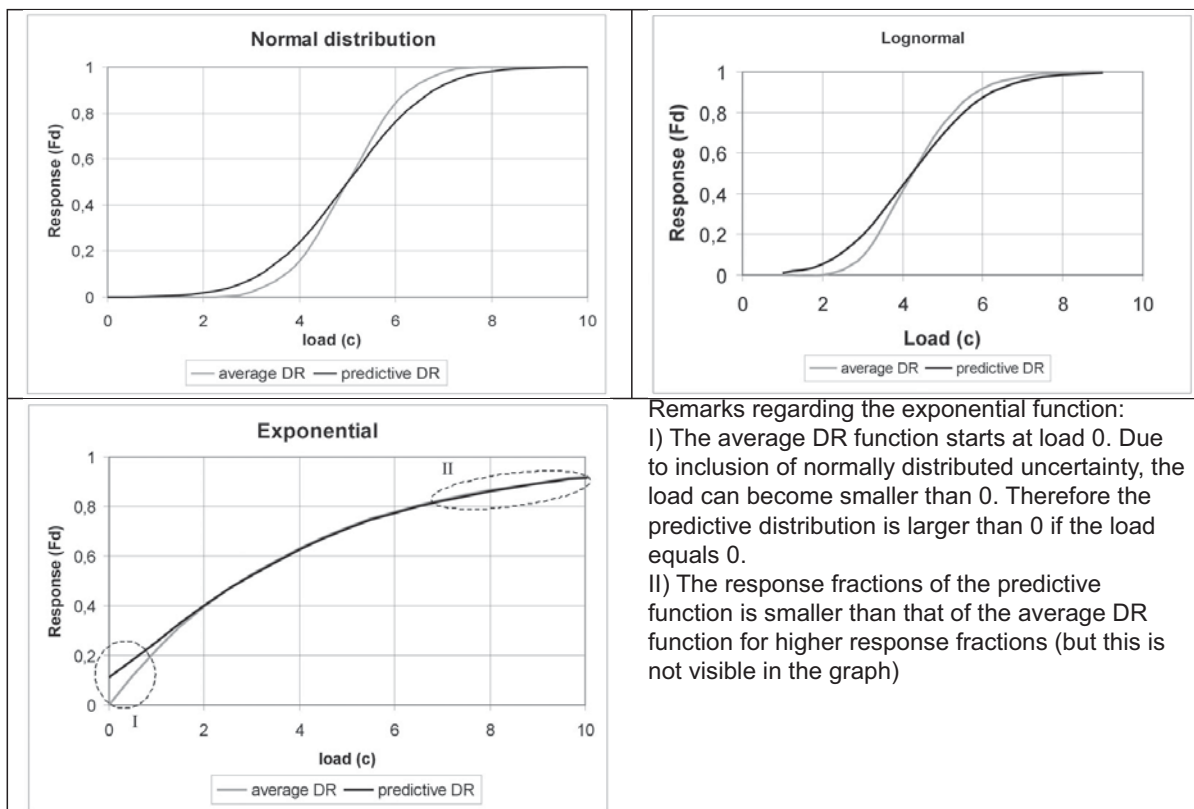 Normal distribution
1
0,8
0,6
0,4
0,2
0
Response (Fd)
0 2 4 6 8 10
load (c)
average DR predictive DR
Lognormal
1
0,8
0,6
0,4
0,2
0
Response (Fd)
0 2 4 6 8 10
Load (c)
average DR predictive DR
Exponential
1
0,8
0,6
0,4
0,2
0
Response (Fd)
II
I
0 2 4 6 8 10
load (c)
average DR predictive DR
Remarks regarding the exponential function:
I) The average DR function starts at load 0. Due
to inclusion of normally distributed uncertainty, the
load can become smaller than 0. Therefore the
predictive distribution is larger than 0 if the load
equals 0.
II) The response fractions of the predictive
function is smaller than that of the average DR
function for higher response fractions (but this is
not visible in the graph)